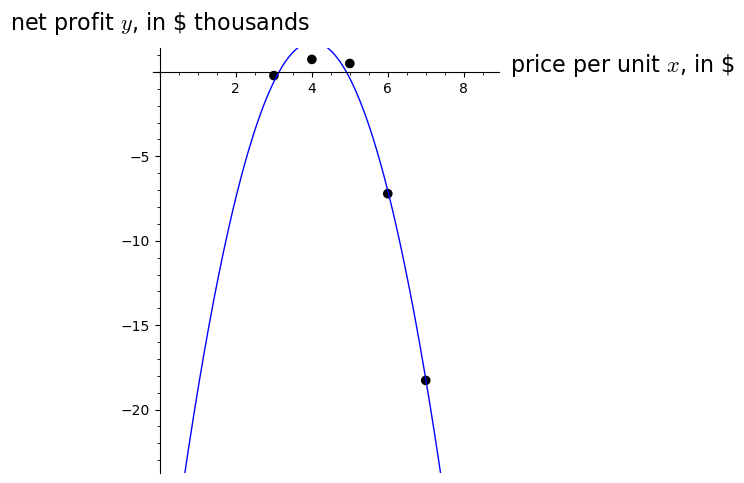 net profit y, in $ thousands
price per unit x, in $
2 4 6 8
−5
−10
−15
−20